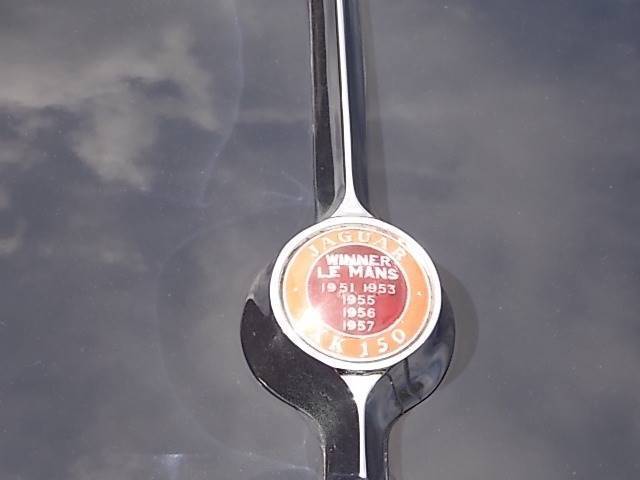 JAGUAR
WINNER
LE MANS
1951 1953
1955
1956
1957
XK 150